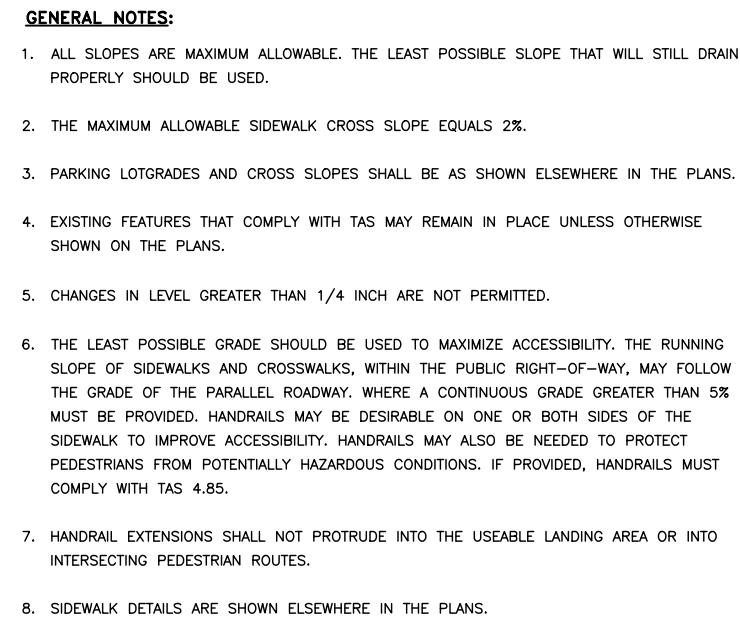 GENERAL NOTES:
1. ALL SLOPES ARE MAXIMUM ALLOWABLE. THE LEAST POSSIBLE SLOPE THAT WILL STILL DRAIN
PROPERLY SHOULD BE USED.
2. THE MAXIMUM ALLOWABLE SIDEWALK CROSS SLOPE EQUALS 2%.
3. PARKING LOTGRADES AND CROSS SLOPES SHALL BE AS SHOWN ELSEWHERE IN THE PLANS.
4. EXISTING FEATURES THAT COMPLY WITH TAS MAY REMAIN IN PLACE UNLESS OTHERWISE
SHOWN ON THE PLANS.
5. CHANGES IN LEVEL GREATER THAN 1/4 INCH ARE NOT PERMITTED.
6. THE LEAST POSSIBLE GRADE SHOULD BE USED TO MAXIMIZE ACCESSIBILITY. THE RUNNING
SLOPE OF SIDEWALKS AND CROSSWALKS, WITHIN THE PUBLIC RIGHT-OF-WAY, MAY FOLLOW
THE GRADE OF THE PARALLEL ROADWAY. WHERE A CONTINUOUS GRADE GREATER THAN 5%
MUST BE PROVIDED. HANDRAILS MAY BE DESIRABLE ON ONE OR BOTH SIDES OF THE
SIDEWALK TO IMPROVE ACCESSIBILITY. HANDRAILS MAY ALSO BE NEEDED TO PROTECT
PEDESTRIANS FROM POTENTIALLY HAZARDOUS CONDITIONS. IF PROVIDED, HANDRAILS MUST
COMPLY WITH TAS 4.85.
7. HANDRAIL EXTENSIONS SHALL NOT PROTRUDE INTO THE USEABLE LANDING AREA OR INTO
INTERSECTING PEDESTRIAN ROUTES.
8. SIDEWALK DETAILS ARE SHOWN ELSEWHERE IN THE PLANS.